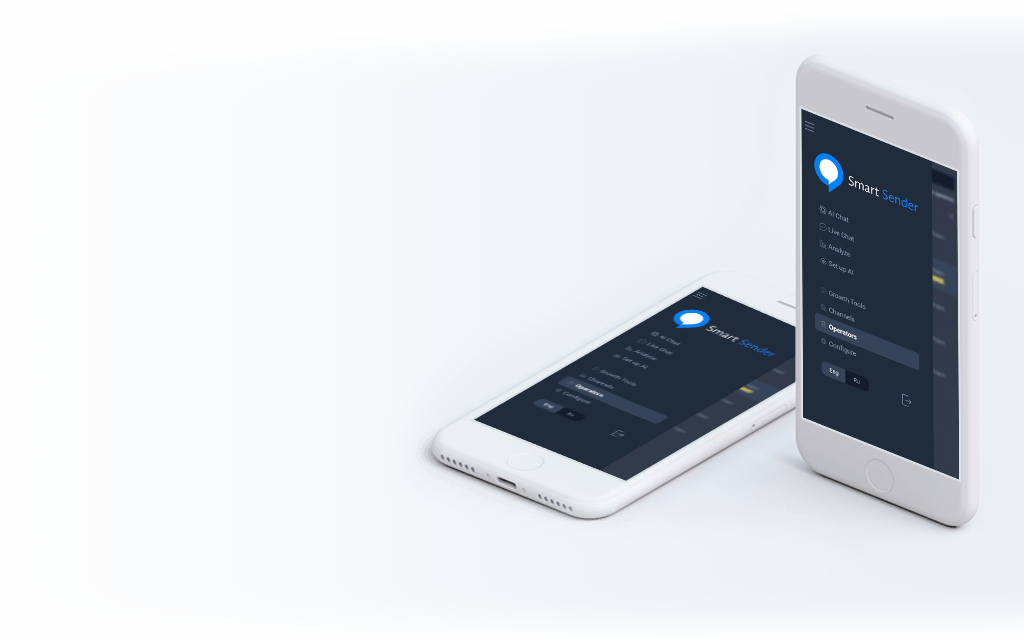 Smart Sender
AI Chat
Live Chat
Analyze
Set up AI
Growth Tools
Channels
Operators
Configure
Eng Ru
Smart Sender
AI Chat
Live Chat
Analyze
Set up AI
Growth Tools
Channels
Operators
Configure
Eng Ru